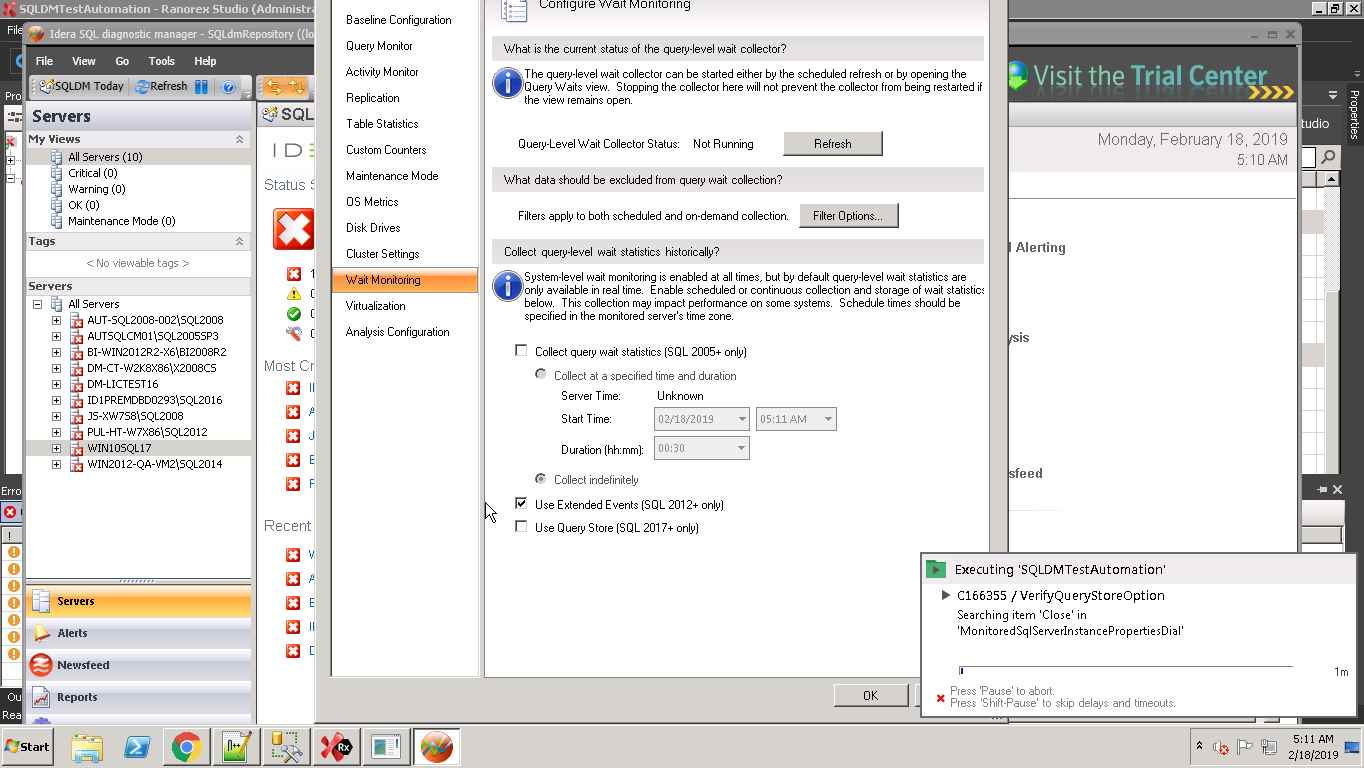 SQLDMTestAutomation - Ranorex Studio (Administra
Idera SQL diagnostic manager - SQLdmRepository ((lo
File View Go Tools Help
SQLDM Today Refresh
Servers
My Views
All Servers (10)
Critical (0)
Warning (0)
OK (0)
Maintenance Mode (0)
Tags
< No viewable tags >
Servers
All Servers
AUT-SQL2008-002\SQL2008
AUTSQLCM01\SQL2005SP3
BI-WIN2012R2-X6\BI2008R2
DM-CT-W2K8X86\X2008C5
DM-LICTEST16
ID1PREMDBD0293\SQL2016
JS-XW7S8\SQL2008
PUL-HT-W7X86\SQL2012
WIN10SQL17
WIN2012-QA-VM2\SQL2014
Servers
Alerts
Newsfeed
Reports
Fil
Pro
Erro
!
Ou
Rea
SQL
IDE
Status S
Most Cr
Recent
Baseline Configuration
Query Monitor
Activity Monitor
Replication
Table Statistics
Custom Counters
Maintenance Mode
OS Metrics
Disk Drives
Cluster Settings
Wait Monitoring
Virtualization
Analysis Configuration
Configure Wait Monitoring
What is the current status of the query-level wait collector?
The query-level wait collector can be started either by the scheduled refresh or by opening the
Query Waits view. Stopping the collector here will not prevent the collector from being restarted if
the view remains open.
Query-Level Wait Collector Status: Not Running Refresh
What data should be excluded from query wait collection?
Filters apply to both scheduled and on-demand collection. Filter Options...
Collect query-level wait statistics historically?
System-level wait monitoring is enabled at all times, but by default query-level wait statistics are
only available in real time. Enable scheduled or continuous collection and storage of wait statistics
below. This collection may impact performance on some systems. Schedule times should be
specified in the monitored server's time zone.
Collect query wait statistics (SQL 2005+ only)
Collect at a specified time and duration
Server Time: Unknown
Start Time: 02/18/2019 05:11 AM
Duration (hh:mm): 00:30
Collect indefinitely
Use Extended Events (SQL 2012+ only)
Use Query Store (SQL 2017+ only)
OK
Visit the Trial Center
Monday, February 18, 2019
5:10 AM
Alerting
ysis
sfeed
tudio
Properties
Executing 'SQLDMTestAutomation'
C166355 / VerifyQueryStoreOption
Searching item 'Close' in
'MonitoredSqlServerInstancePropertiesDial'
1m
Press 'Pause' to abort.
Press 'Shift-Pause' to skip delays and timeouts.
Start
5:11 AM
2/18/2019